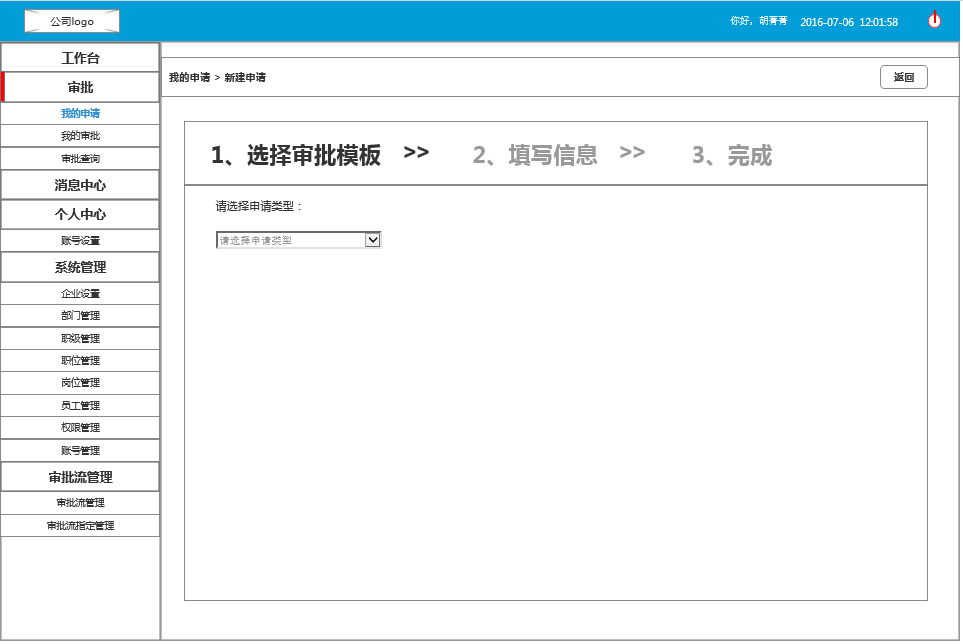 公司logo
你好，胡菁菁 2016-07-06 12:01:58
工作台
审批
我的申请
我的审批
审批查询
消息中心
个人中心
账号设置
系统管理
企业设置
部门管理
职级管理
职位管理
岗位管理
员工管理
权限管理
账号管理
审批流管理
审批流管理
审批流指定管理
我的申请 > 新建申请
返回
1、选择审批模板 >> 2、填写信息 >> 3、完成
请选择申请类型：
请选择申请类型